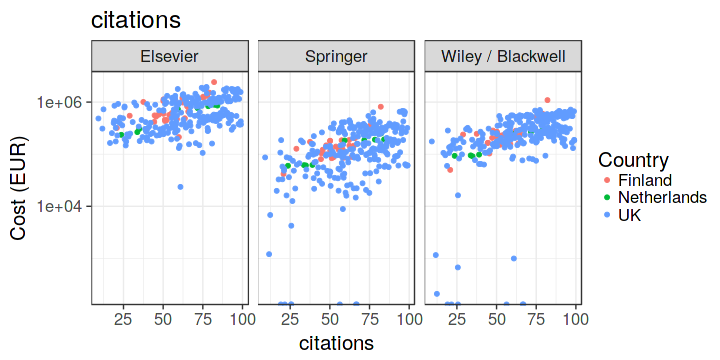 citations
Elsevier Springer Wiley / Blackwell
1e+06
1e+04
Cost (EUR)
25 50 75 100 25 50 75 100 25 50 75 100
citations
Country
Finland
Netherlands
UK